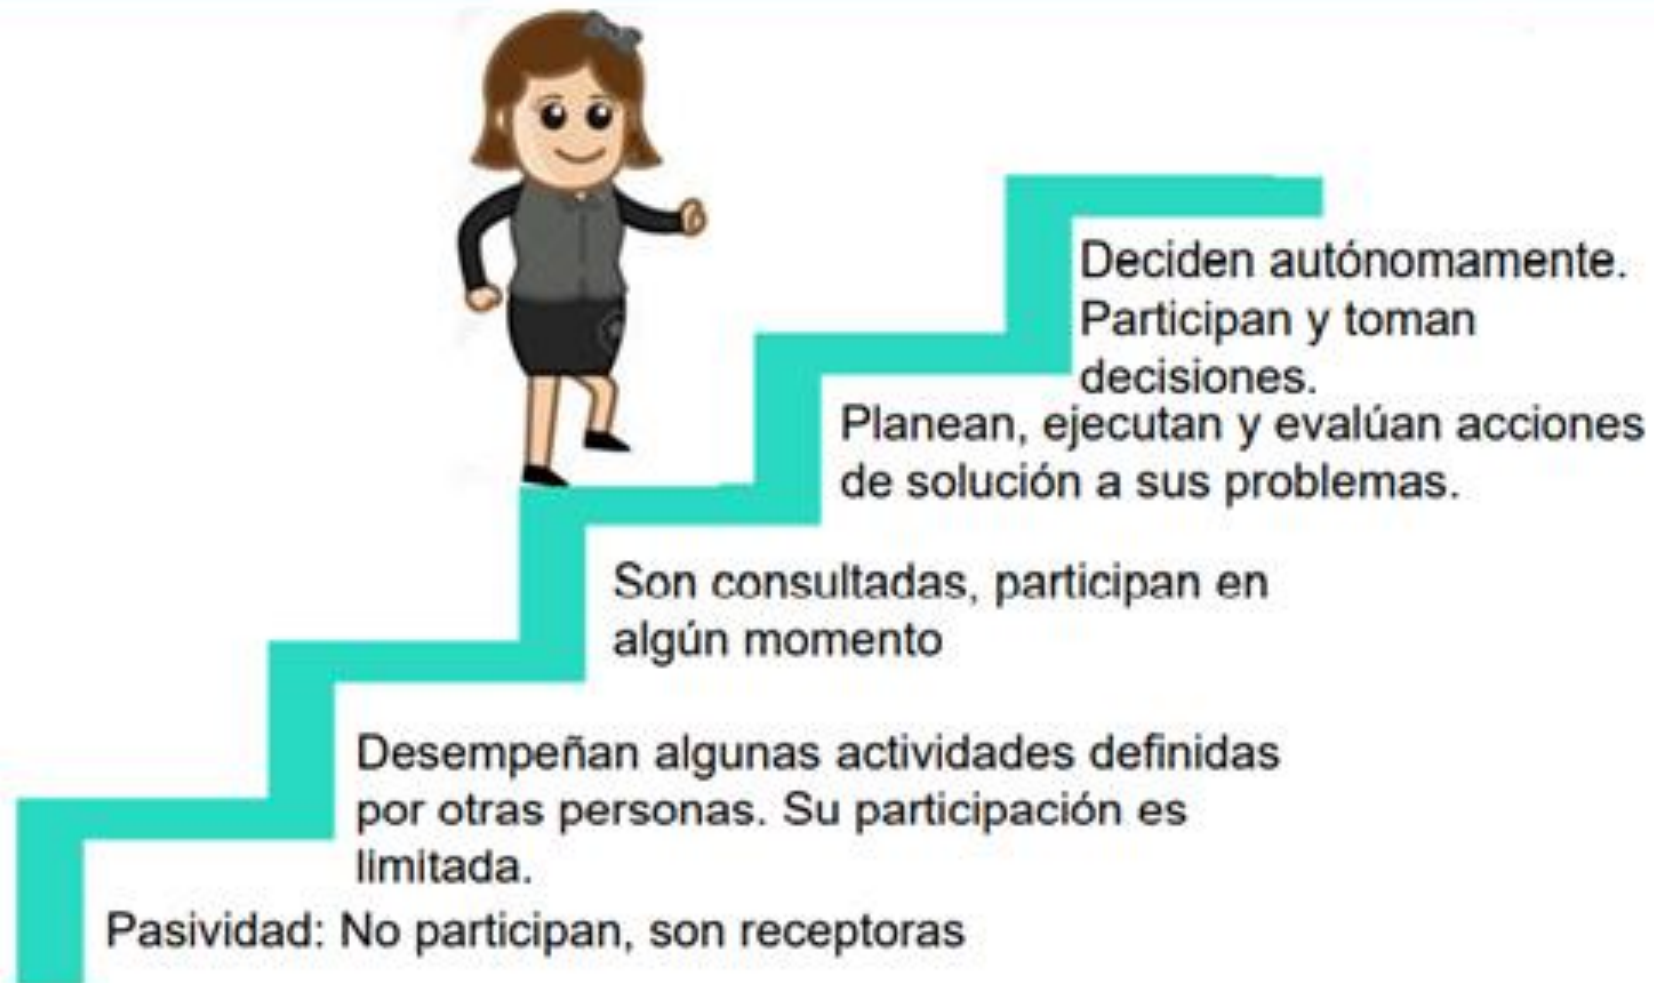 Deciden autónomamente.
Participan y toman
decisiones.
Planean, ejecutan y evalúan acciones
de solución a sus problemas.
Son consultadas, participan en
algún momento
Desempeñan algunas actividades definidas
por otras personas. Su participación es
limitada.
Pasividad: No participan, son receptoras